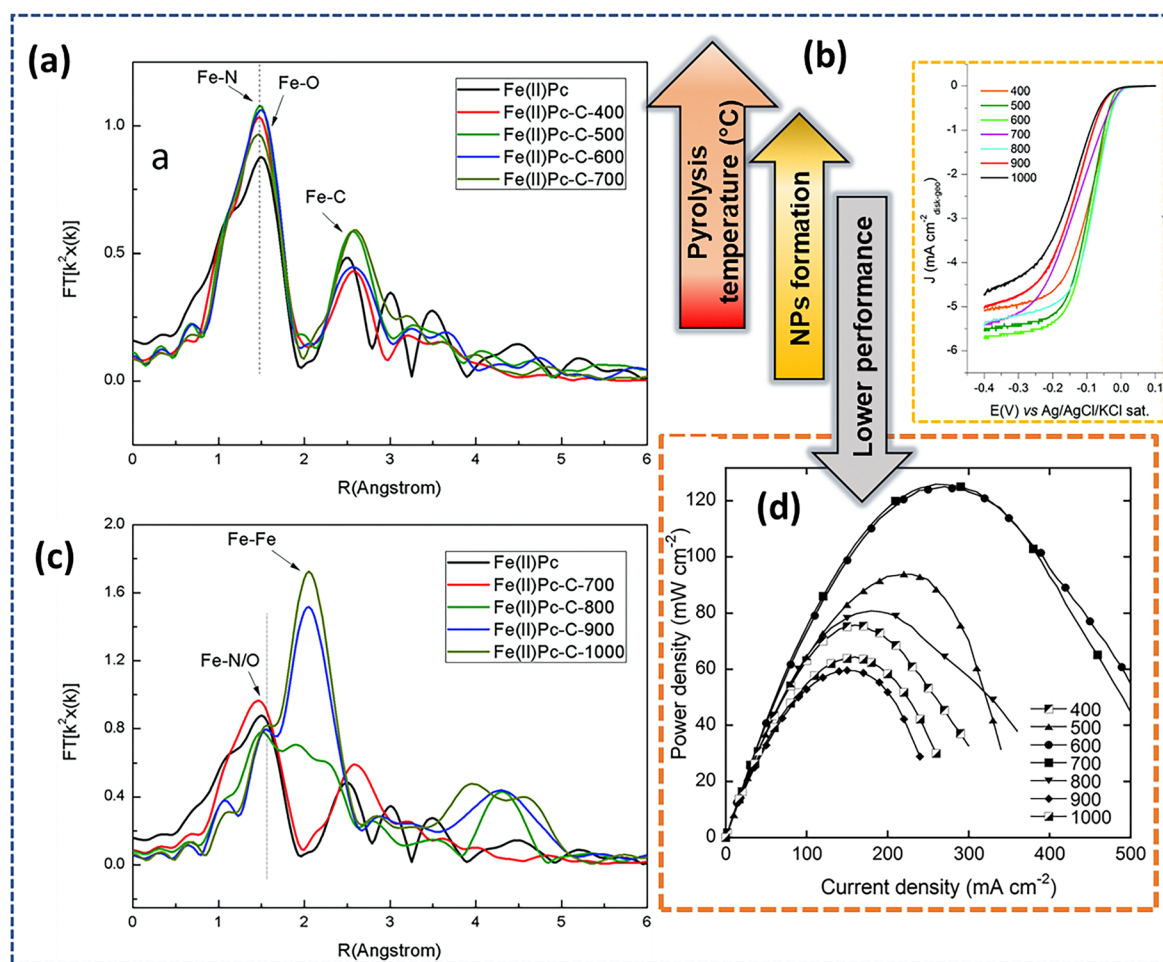 (a)
Fe-N
Fe-O
a
Fe-C
Fe(II)Pc
Fe(II)Pc-C-400
Fe(II)Pc-C-500
Fe(II)Pc-C-600
Fe(II)Pc-C-700
1.0
0.5
0.0
FT[k²x(k)]
0 1 2 3 4 5 6
R(Angstrom)
Pyrolysis
temperature (°C)
NPs formation
Lower performance
(b)
400
500
600
700
800
900
1000
0
-1
-2
-3
-4
-5
-6
J (mA cm⁻² disk-geo)
-0.4 -0.3 -0.2 -0.1 0.0 0.1
E(V) vs Ag/AgCl/KCl sat.
(c)
Fe-Fe
Fe-N/O
Fe(II)Pc
Fe(II)Pc-C-700
Fe(II)Pc-C-800
Fe(II)Pc-C-900
Fe(II)Pc-C-1000
2.0
1.6
1.2
0.8
0.4
0.0
FT[k²x(k)]
0 1 2 3 4 5 6
R(Angstrom)
(d)
120
100
80
60
40
20
0
Power density (mW cm⁻²)
400
500
600
700
800
900
1000
0 100 200 300 400 500
Current density (mA cm⁻²)